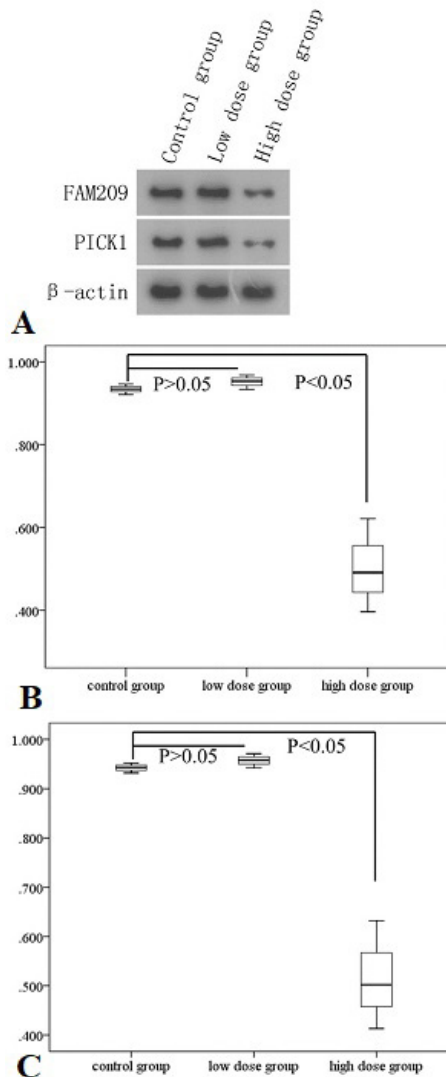 Control group
Low dose group
High dose group
FAM209
PICK1
β-actin
A
1.000
.800
.600
.400
P>0.05
P<0.05
control group
low dose group
high dose group
B
1.000
.900
.800
.700
.600
.500
.400
P>0.05
P<0.05
control group
low dose group
high dose group
C